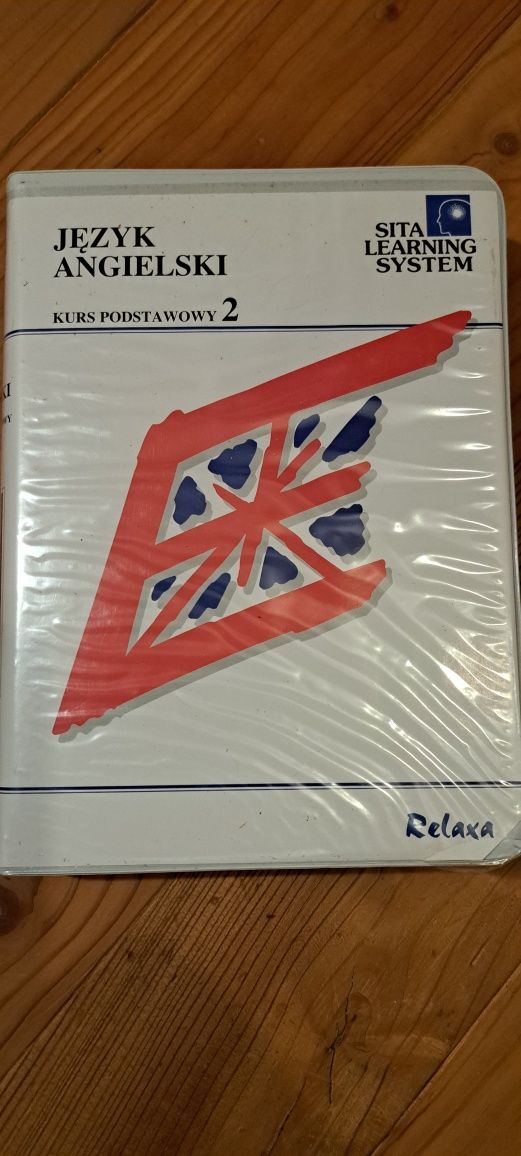 JĘZYK
ANGIELSKI
KURS PODSTAWOWY 2
SITA
LEARNING
SYSTEM
Relaxa